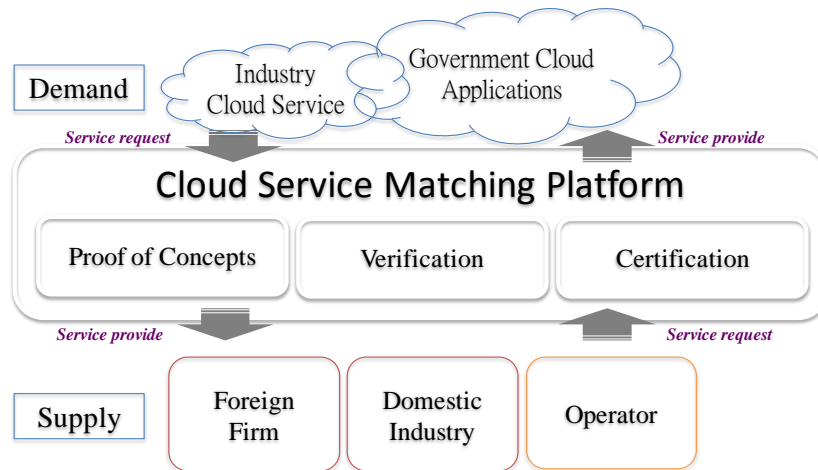 Demand
Industry
Cloud Service
Government Cloud
Applications
Service request
Service provide
Cloud Service Matching Platform
Proof of Concepts
Verification
Certification
Service provide
Service request
Supply
Foreign
Firm
Domestic
Industry
Operator